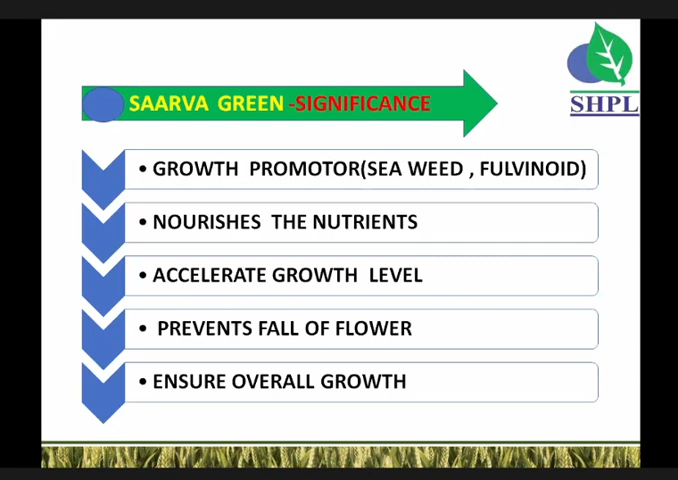 SHPL
SAARVA GREEN -SIGNIFICANCE
• GROWTH PROMOTOR(SEA WEED , FULVINOID)
• NOURISHES THE NUTRIENTS
• ACCELERATE GROWTH LEVEL
• PREVENTS FALL OF FLOWER
• ENSURE OVERALL GROWTH